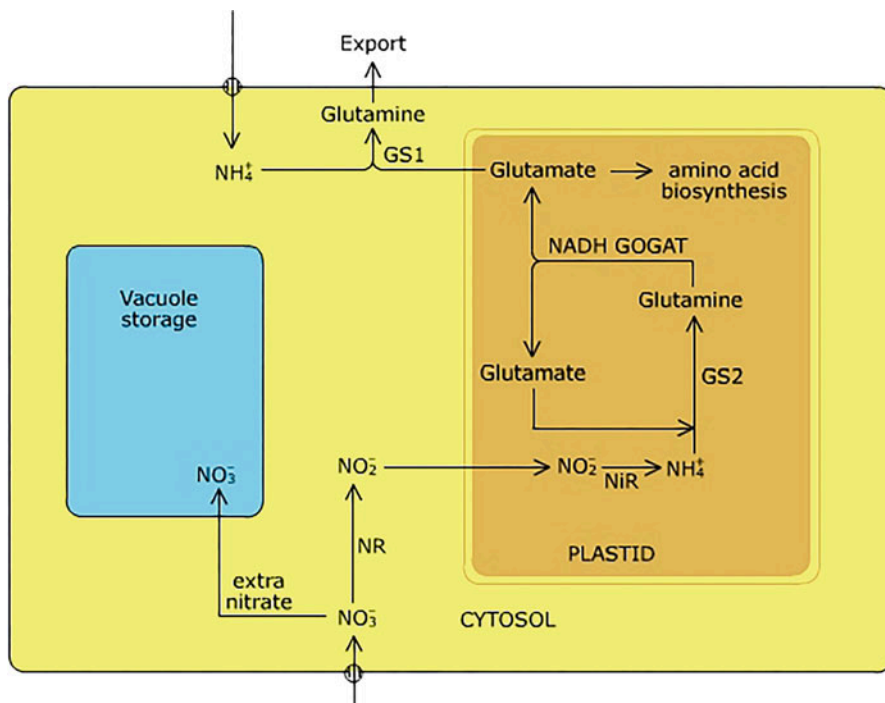 Export
Glutamine
GS1
NH₄⁺
Glutamate
amino acid
biosynthesis
NADH GOGAT
Vacuole
storage
Glutamine
Glutamate
GS2
NO₃⁻
NO₂⁻
NO₂⁻
NiR
NH₄⁺
NR
PLASTID
extra
nitrate
NO₃⁻
CYTOSOL